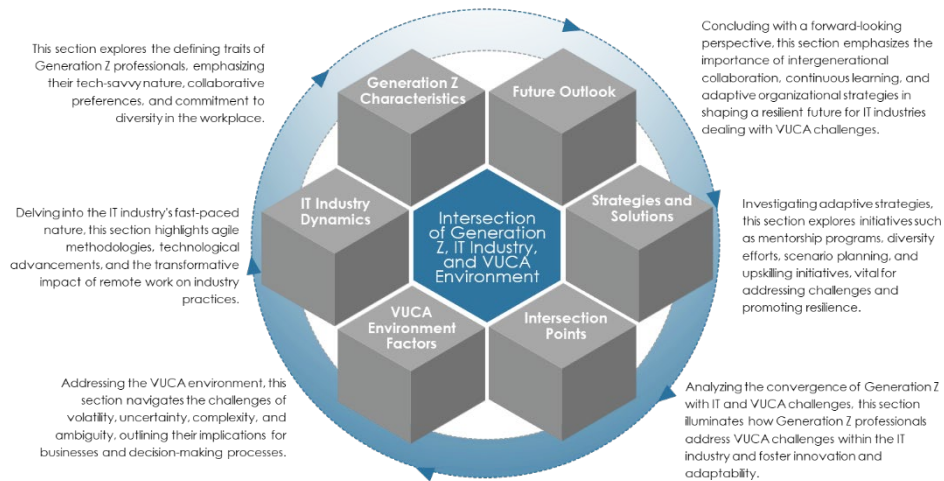 This section explores the defining traits of
Generation Z professionals, emphasizing
their tech-savvy nature, collaborative
preferences, and commitment to
diversity in the workplace.
Generation Z
Characteristics
Future Outlook
Concluding with a forward-looking
perspective, this section emphasizes the
importance of intergenerational
collaboration, continuous learning, and
adaptive organizational strategies in
shaping a resilient future for IT industries
dealing with VUCA challenges.
Delving into the IT industry's fast-paced
nature, this section highlights agile
methodologies, technological
advancements, and the transformative
impact of remote work on industry
practices.
IT Industry
Dynamics
Intersection
of Generation
Z, IT Industry,
and VUCA
Environment
Strategies and
Solutions
Investigating adaptive strategies,
this section explores initiatives such
as mentorship programs, diversity
efforts, scenario planning, and
upskilling initiatives, vital for
addressing challenges and
promoting resilience.
Addressing the VUCA environment, this
section navigates the challenges of
volatility, uncertainty, complexity, and
ambiguity, outlining their implications for
businesses and decision-making processes.
VUCA
Environment
Factors
Intersection
Points
Analyzing the convergence of Generation Z
with IT and VUCA challenges, this section
illuminates how Generation Z professionals
address VUCA challenges within the IT
industry and foster innovation and
adaptability.